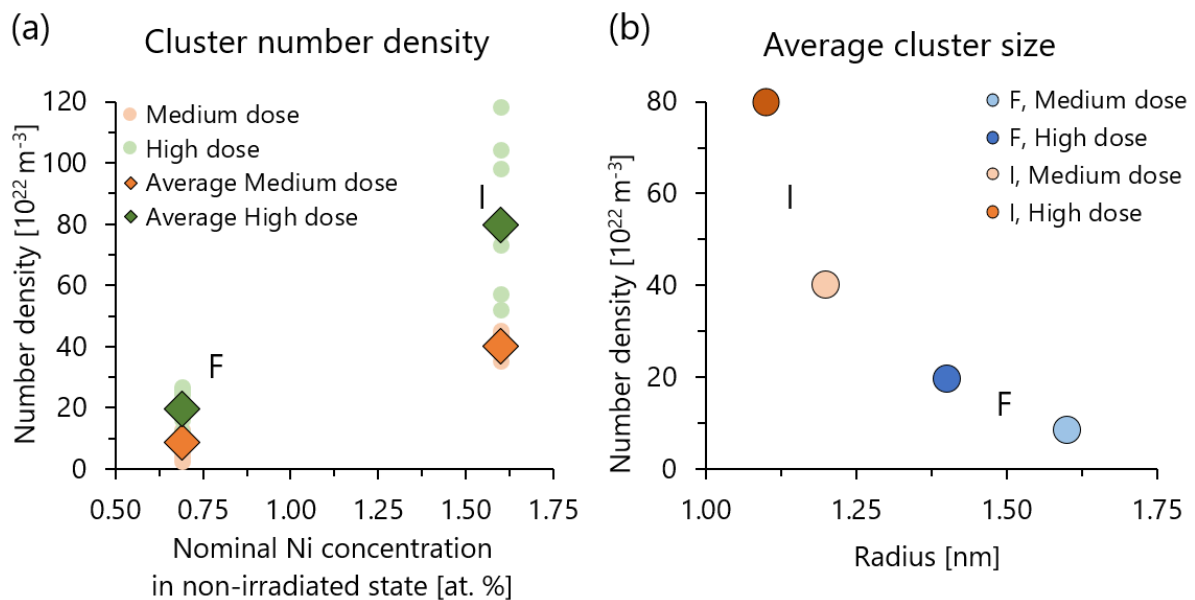 (a)
Cluster number density
Number density [10²² m⁻³]
120
100
80
60
40
20
0
Medium dose
High dose
Average Medium dose
Average High dose
I
F
0.50
0.75
1.00
1.25
1.50
1.75
Nominal Ni concentration
in non-irradiated state [at. %]
(b)
Average cluster size
Number density [10²² m⁻³]
80
60
40
20
0
F, Medium dose
F, High dose
I, Medium dose
I, High dose
I
F
1.00
1.25
1.50
1.75
Radius [nm]